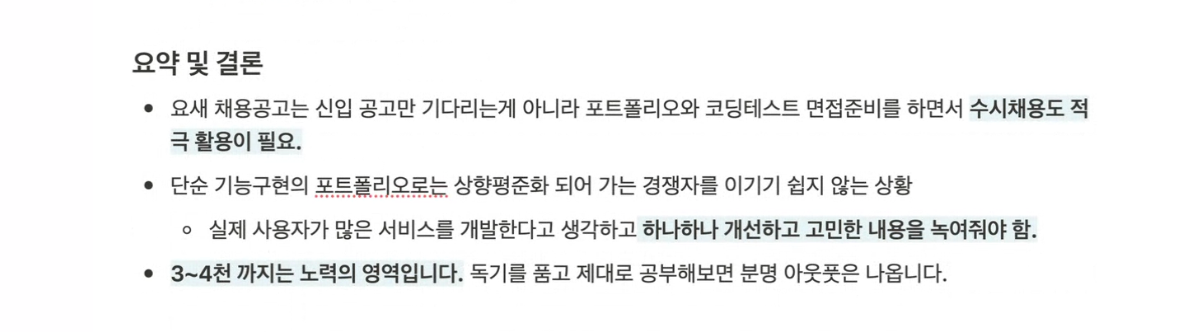 요약 및 결론
• 요새 채용공고는 신입 공고만 기다리는게 아니라 포트폴리오와 코딩테스트 면접준비를 하면서 수시채용도 적
극 활용이 필요.
• 단순 기능구현의 포트폴리오로는 상향평준화 되어 가는 경쟁자를 이기기 쉽지 않는 상황
◦ 실제 사용자가 많은 서비스를 개발한다고 생각하고 하나하나 개선하고 고민한 내용을 녹여줘야 함.
• 3~4천 까지는 노력의 영역입니다. 독기를 품고 제대로 공부해보면 분명 아웃풋은 나옵니다.